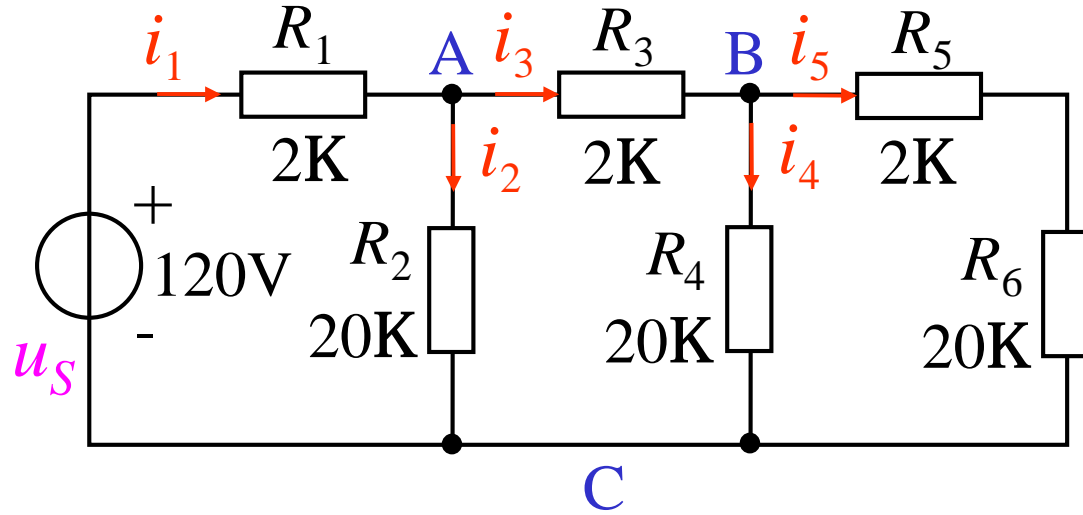 i1 R1 A i3 R3 B i5 R5
2K i2 2K i4 2K
+
120V R2 R4 R6
-
20K 20K 20K
uS
C